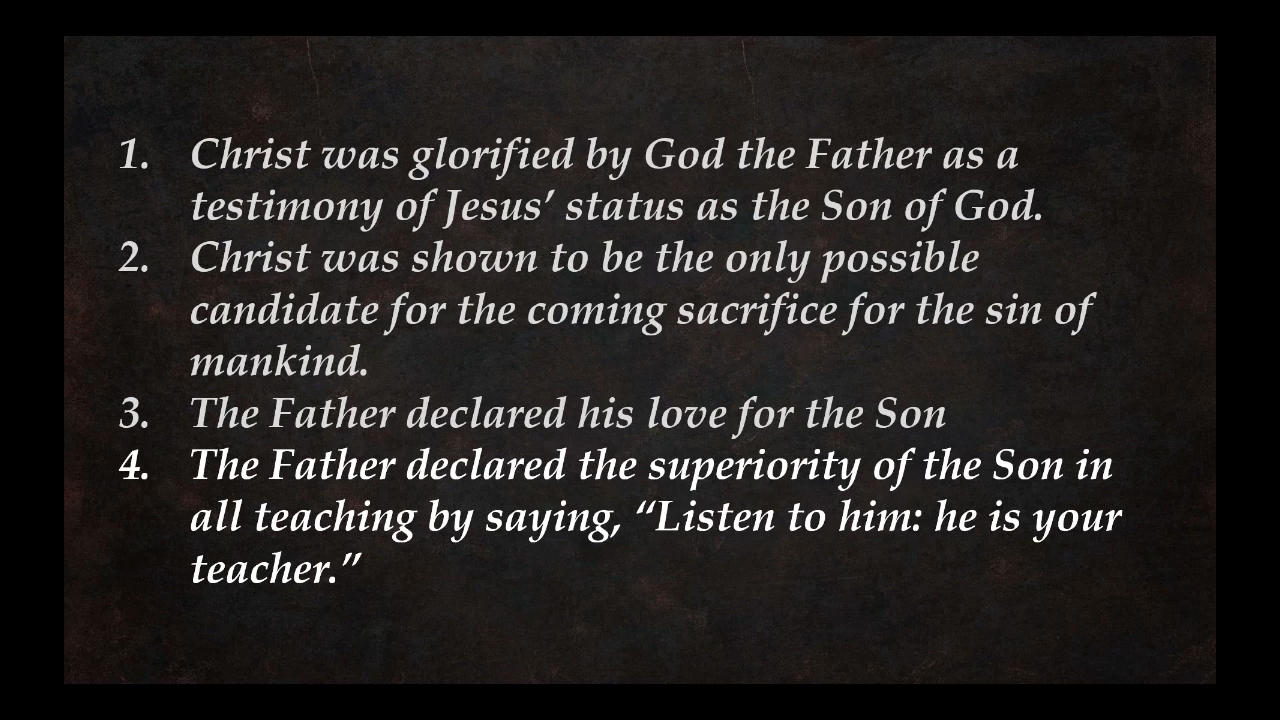 1. Christ was glorified by God the Father as a
testimony of Jesus’ status as the Son of God.
2. Christ was shown to be the only possible
candidate for the coming sacrifice for the sin of
mankind.
3. The Father declared his love for the Son
4. The Father declared the superiority of the Son in
all teaching by saying, “Listen to him: he is your
teacher.”